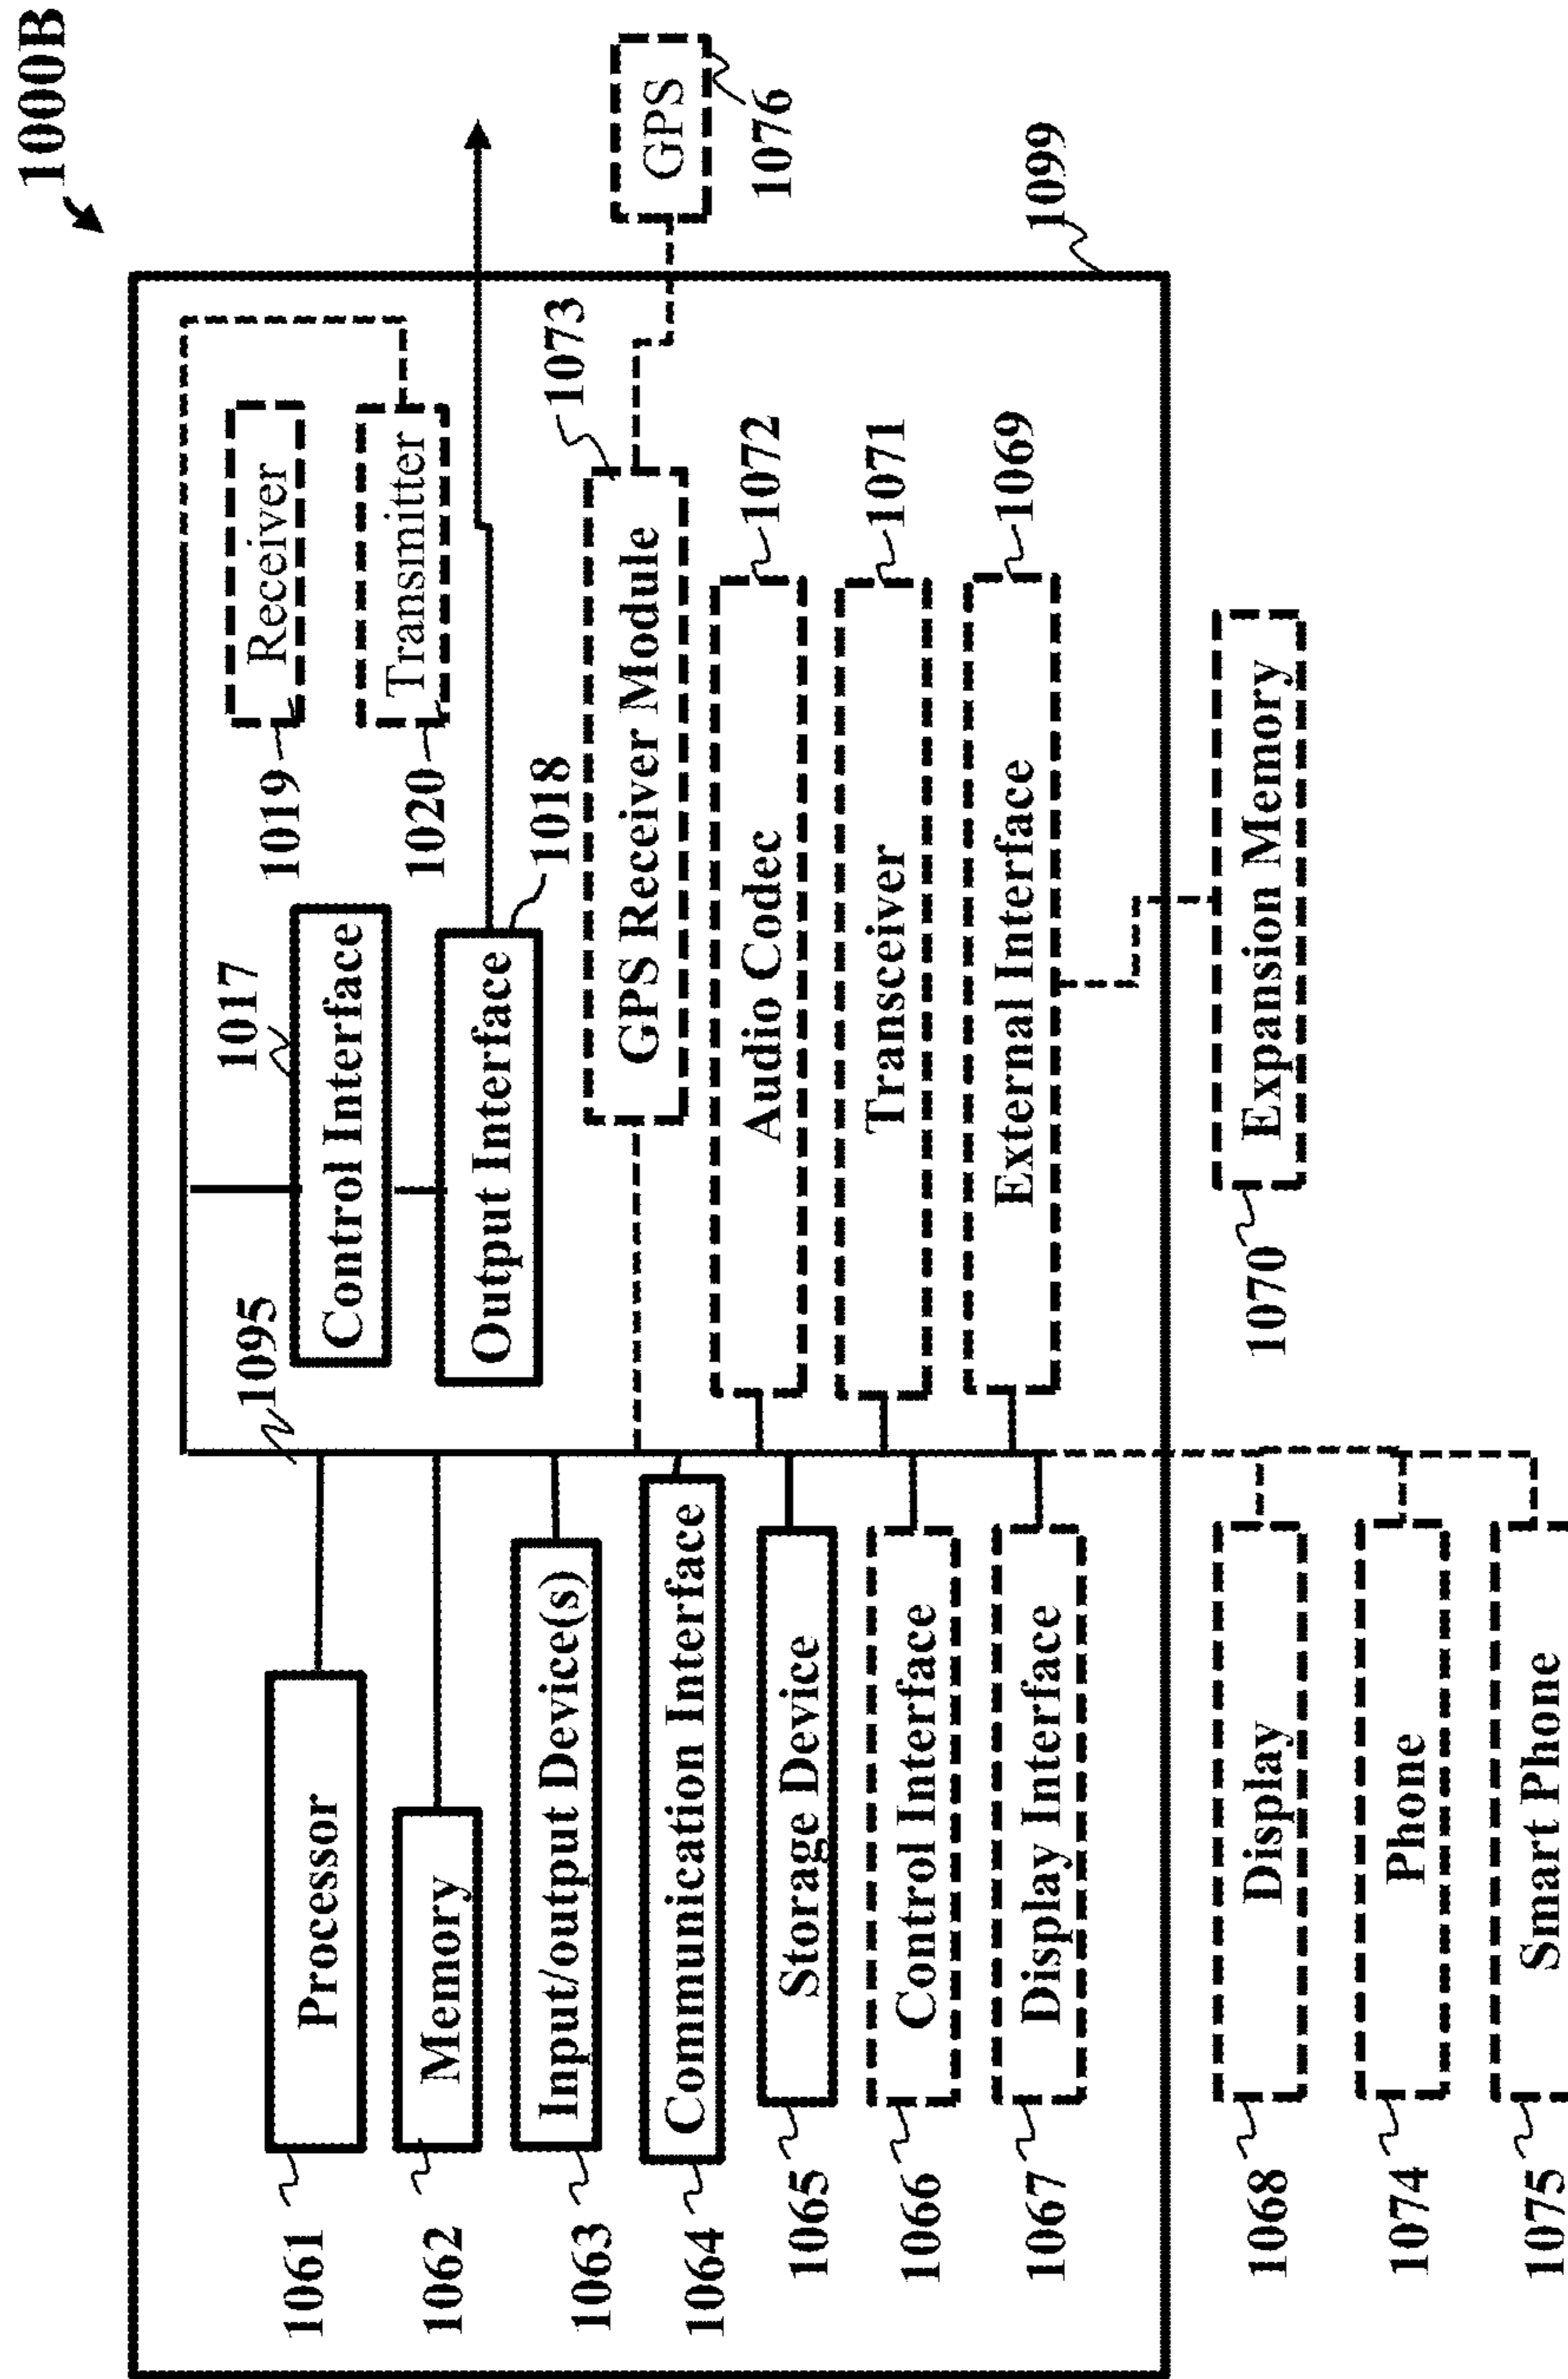 1000B
1095
1017
Control Interface
1019
Receiver
1020
Transmitter
Output Interface
1018
1061
Processor
1062
Memory
1063
Input/output Device(s)
1064
Communication Interface
1065
Storage Device
1066
Control Interface
1067
Display Interface
GPS Receiver Module
1073
GPS
1076
Audio Codec
1072
Transceiver
1071
External Interface
1069
1099
1068
Display
1074
Phone
1075
Smart Phone
1070
Expansion Memory